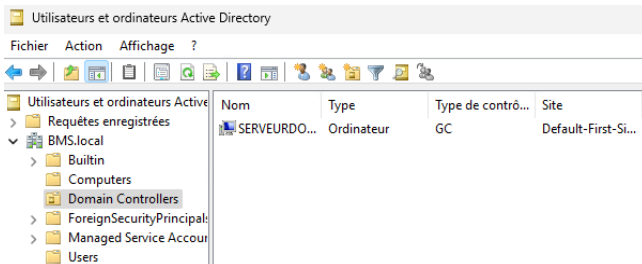 Utilisateurs et ordinateurs Active Directory
Fichier Action Affichage ?
Utilisateurs et ordinateurs Active
Requêtes enregistrées
BMS.local
Builtin
Computers
Domain Controllers
ForeignSecurityPrincipals
Managed Service Accour
Users
Nom Type Type de contrô... Site
SERVEURDO... Ordinateur GC Default-First-Si...